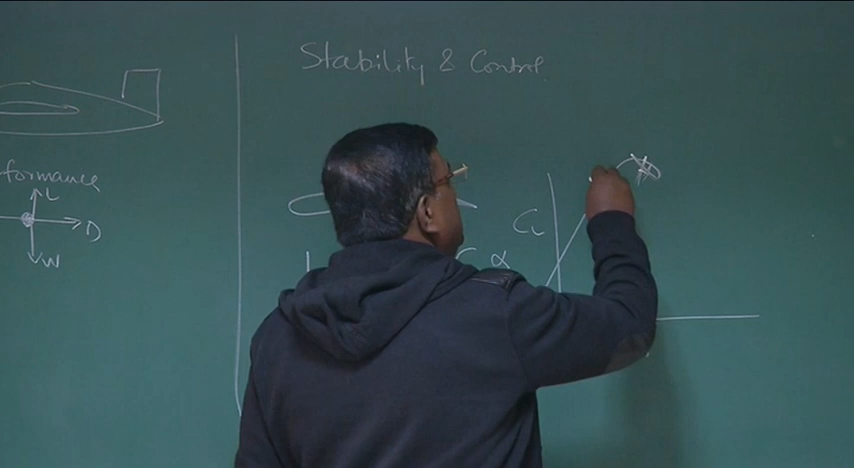 Stability & Control.
formance
L
D
W
CL
C α